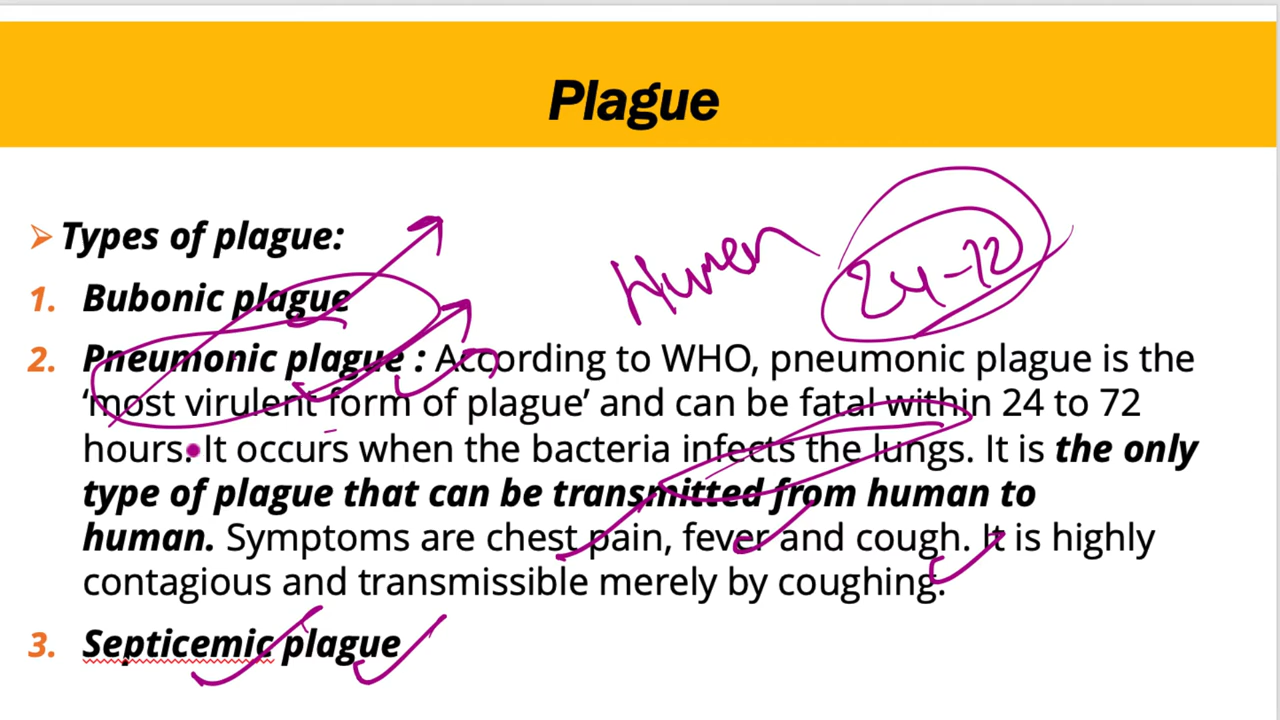 Plague
Human
24-72
➢ Types of plague:
1. Bubonic plague
2. Pneumonic plague : According to WHO, pneumonic plague is the
‘most virulent form of plague’ and can be fatal within 24 to 72
hours. It occurs when the bacteria infects the lungs. It is the only
type of plague that can be transmitted from human to
human. Symptoms are chest pain, fever and cough. It is highly
contagious and transmissible merely by coughing.
3. Septicemic plague